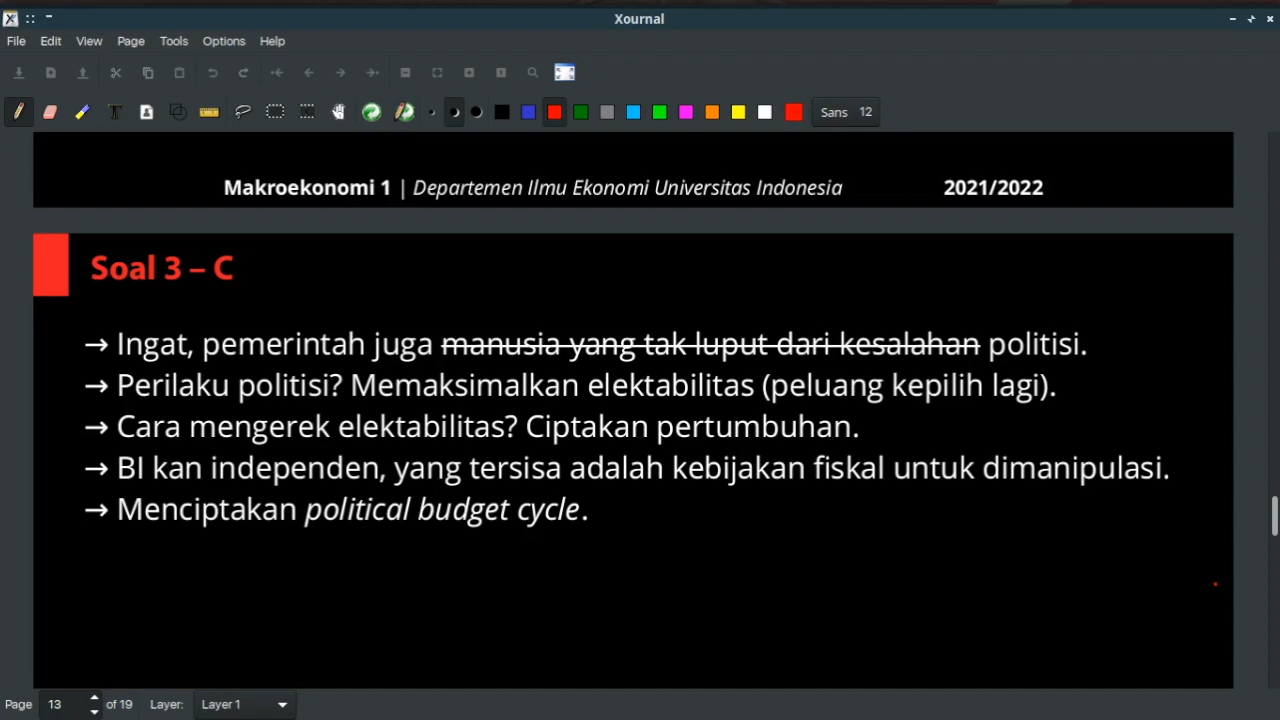 Xournal
File Edit View Page Tools Options Help
Sans 12
Makroekonomi 1 | Departemen Ilmu Ekonomi Universitas Indonesia 2021/2022
Soal 3 – C
→ Ingat, pemerintah juga manusia yang tak luput dari kesalahan politisi.
→ Perilaku politisi? Memaksimalkan elektabilitas (peluang kepilih lagi).
→ Cara mengerek elektabilitas? Ciptakan pertumbuhan.
→ BI kan independen, yang tersisa adalah kebijakan fiskal untuk dimanipulasi.
→ Menciptakan political budget cycle.
Page 13 of 19 Layer: Layer 1